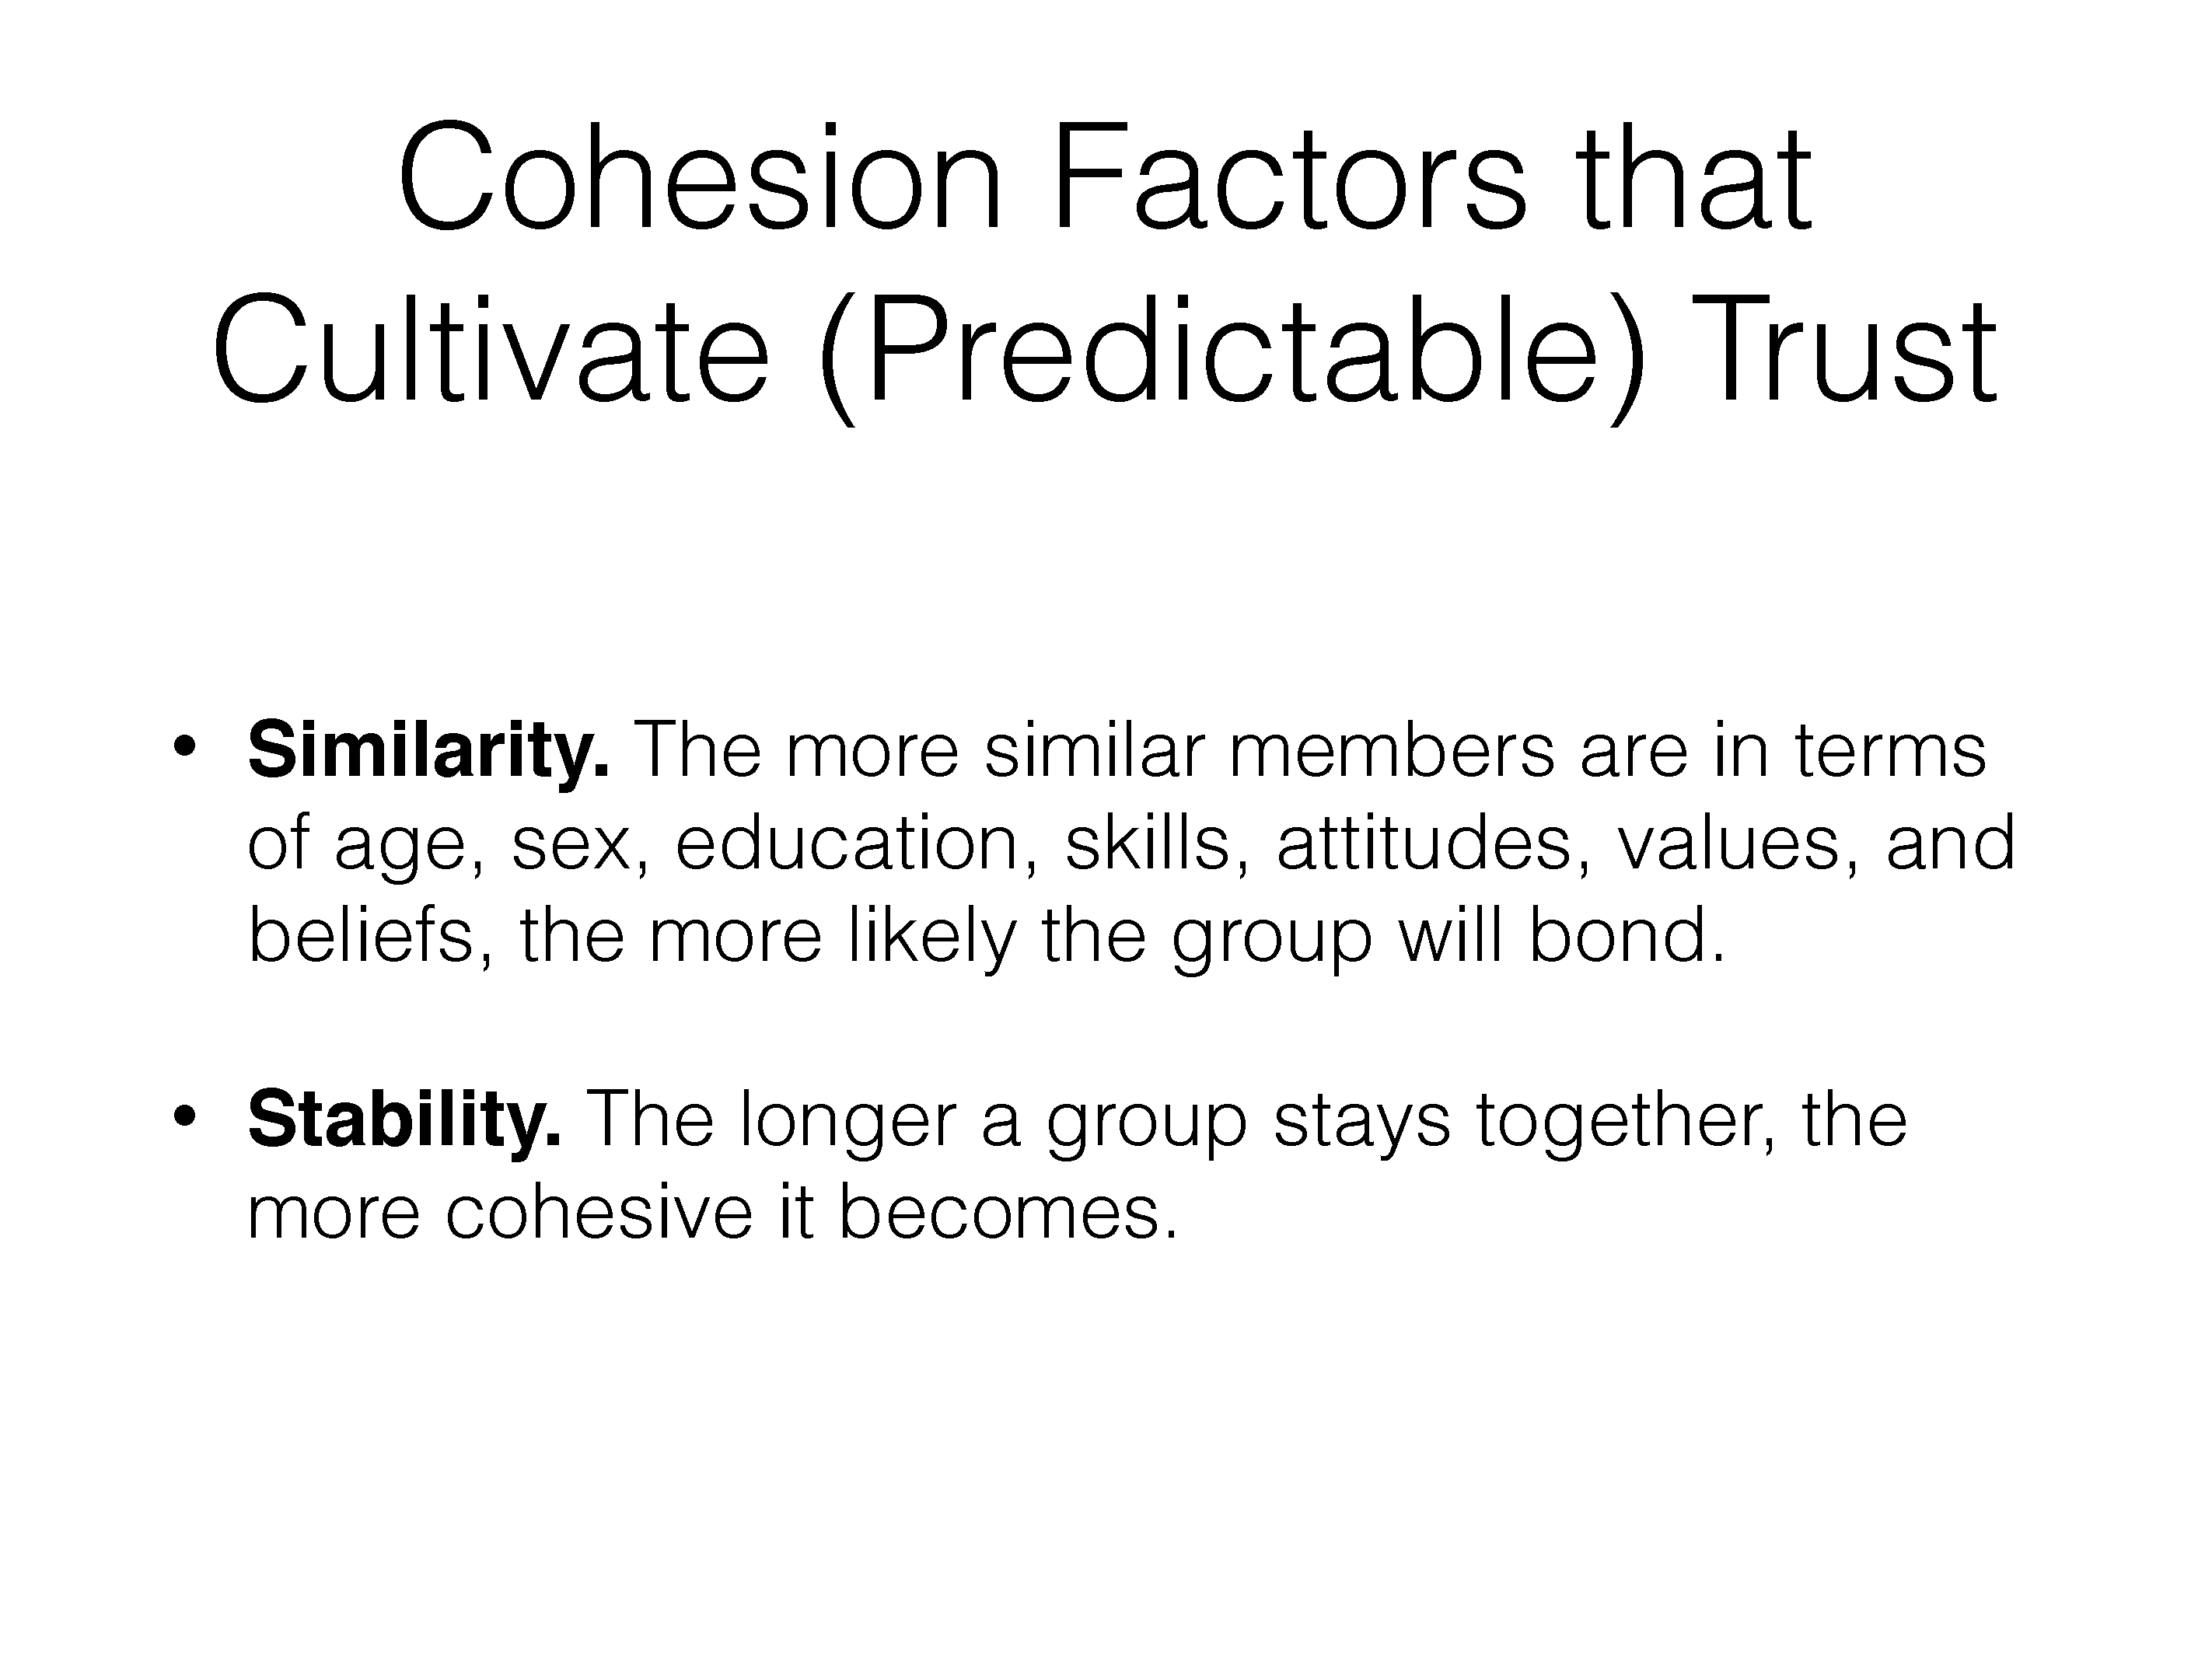 Cohesion Factors that
Cultivate (Predictable) Trust
• Similarity. The more similar members are in terms
of age, sex, education, skills, attitudes, values, and
beliefs, the more likely the group will bond.
• Stability. The longer a group stays together, the
more cohesive it becomes.